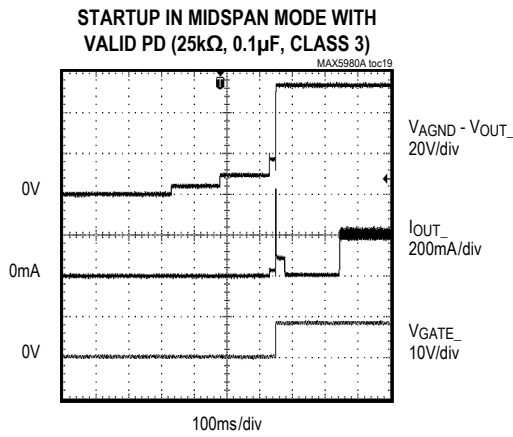 STARTUP IN MIDSPAN MODE WITH
VALID PD (25kΩ, 0.1µF, CLASS 3)
MAX5980A toc19
T
VAGND - VOUT_
20V/div
0V
IOUT_
200mA/div
0mA
VGATE_
10V/div
0V
100ms/div